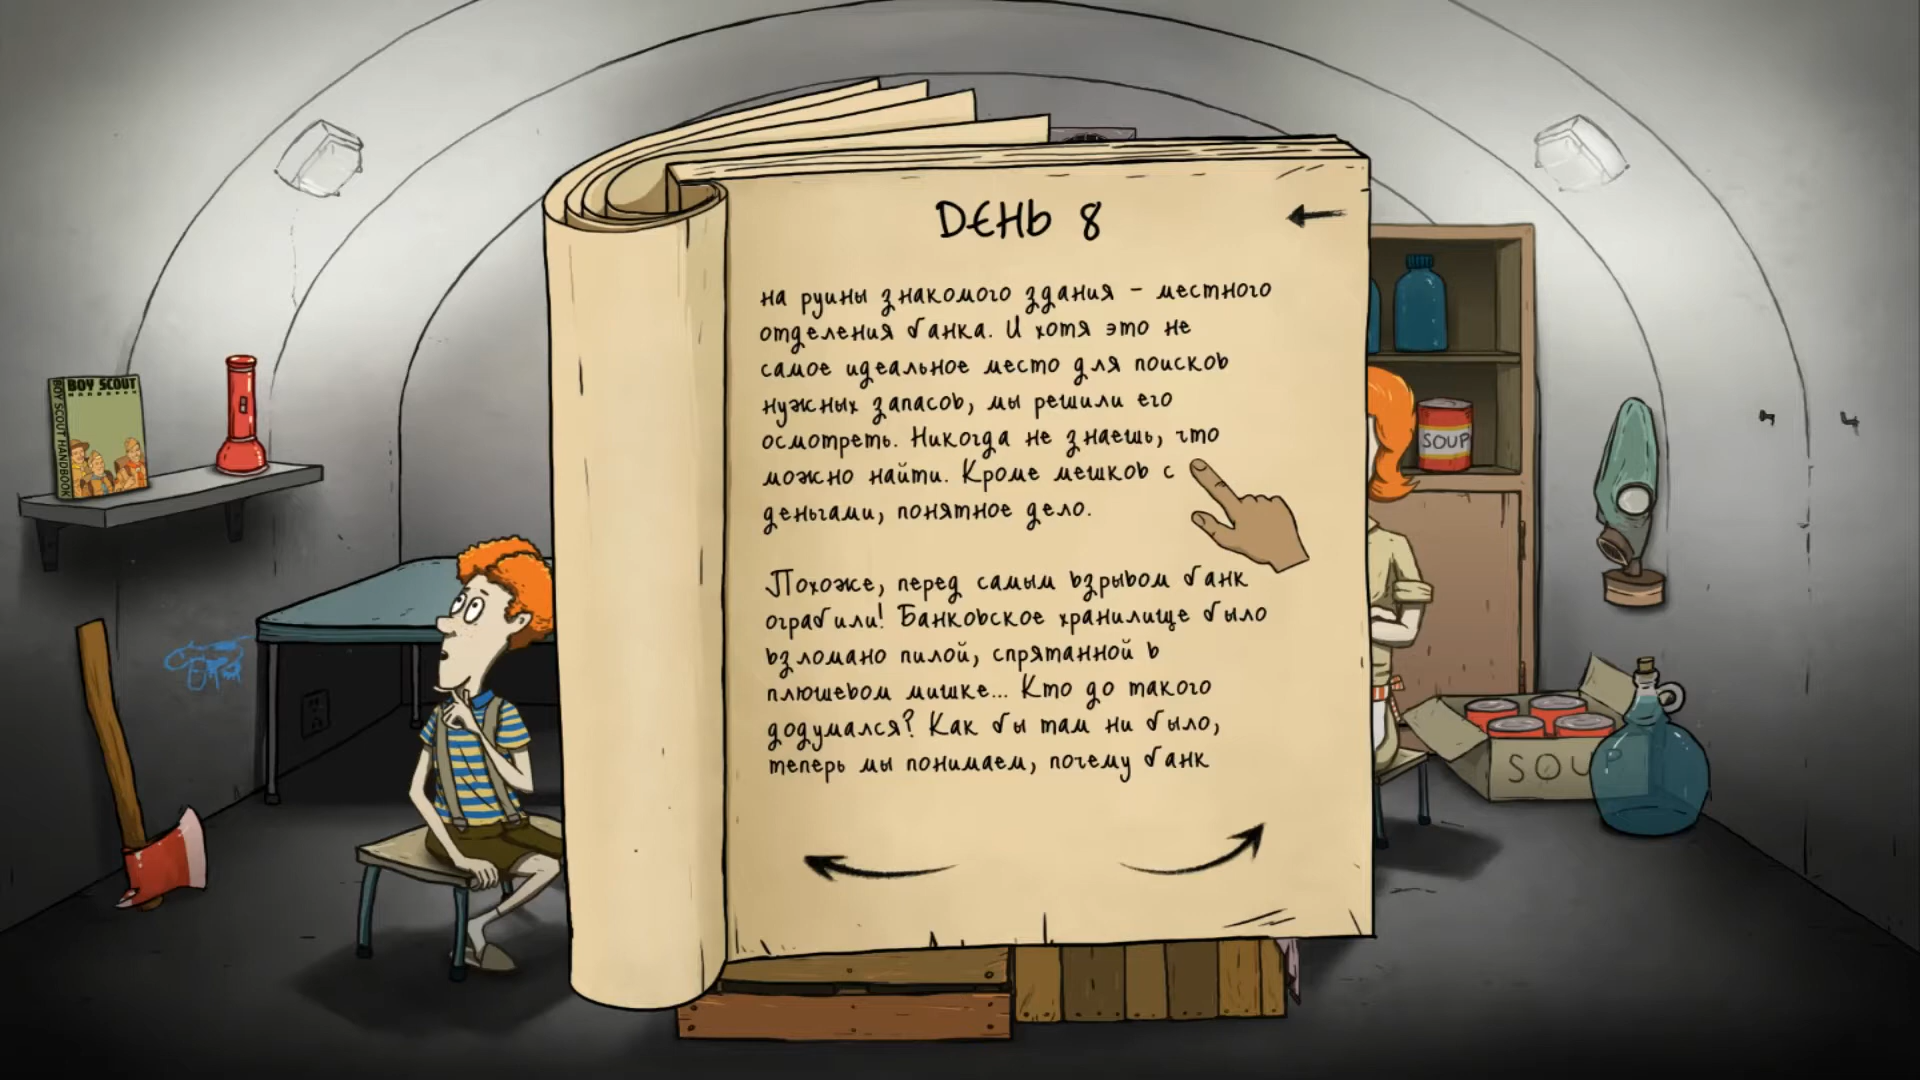 ДЕНЬ 8
на руины знакомого здания - местного
отделения банка. И хотя это не
самое идеальное место для поисков
нужных запасов, мы решили его
осмотреть. Никогда не знаешь, что
можно найти. Кроме мешков с
деньгами, понятное дело.
Похоже, перед самым взрывом банк
ограбили! Банковское хранилище было
взломано пилой, спрятанной в
плюшевом мишке... Кто до такого
додумался? Как бы там ни было,
теперь мы понимаем, почему банк
BOY SCOUT
BOY SCOUT HANDBOOK
SOUP
SOUP